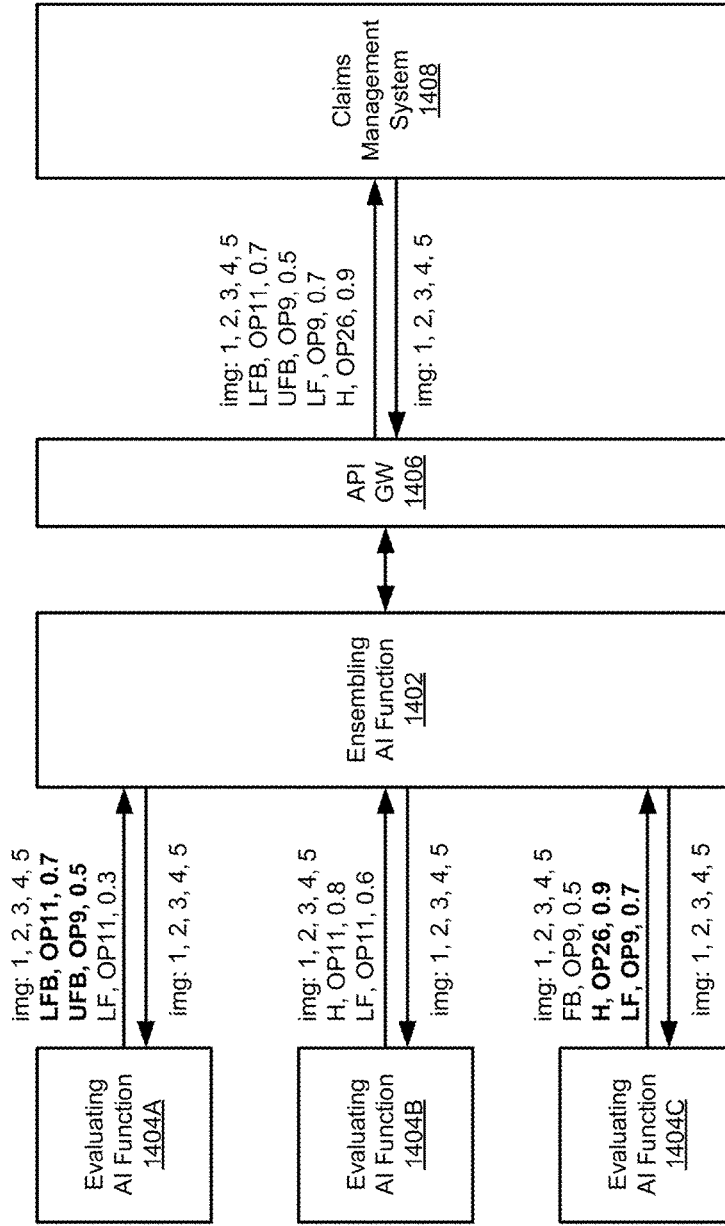 Evaluating
AI Function
1404A
img: 1, 2, 3, 4, 5
LFB, OP11, 0.7
UFB, OP9, 0.5
LF, OP11, 0.3
img: 1, 2, 3, 4, 5
Evaluating
AI Function
1404B
img: 1, 2, 3, 4, 5
H, OP11, 0.8
LF, OP11, 0.6
img: 1, 2, 3, 4, 5
Evaluating
AI Function
1404C
img: 1, 2, 3, 4, 5
FB, OP9, 0.5
H, OP26, 0.9
LF, OP9, 0.7
img: 1, 2, 3, 4, 5
Ensembling
AI Function
1402
API
GW
1406
img: 1, 2, 3, 4, 5
LFB, OP11, 0.7
UFB, OP9, 0.5
LF, OP9, 0.7
H, OP26, 0.9
img: 1, 2, 3, 4, 5
Claims
Management
System
1408